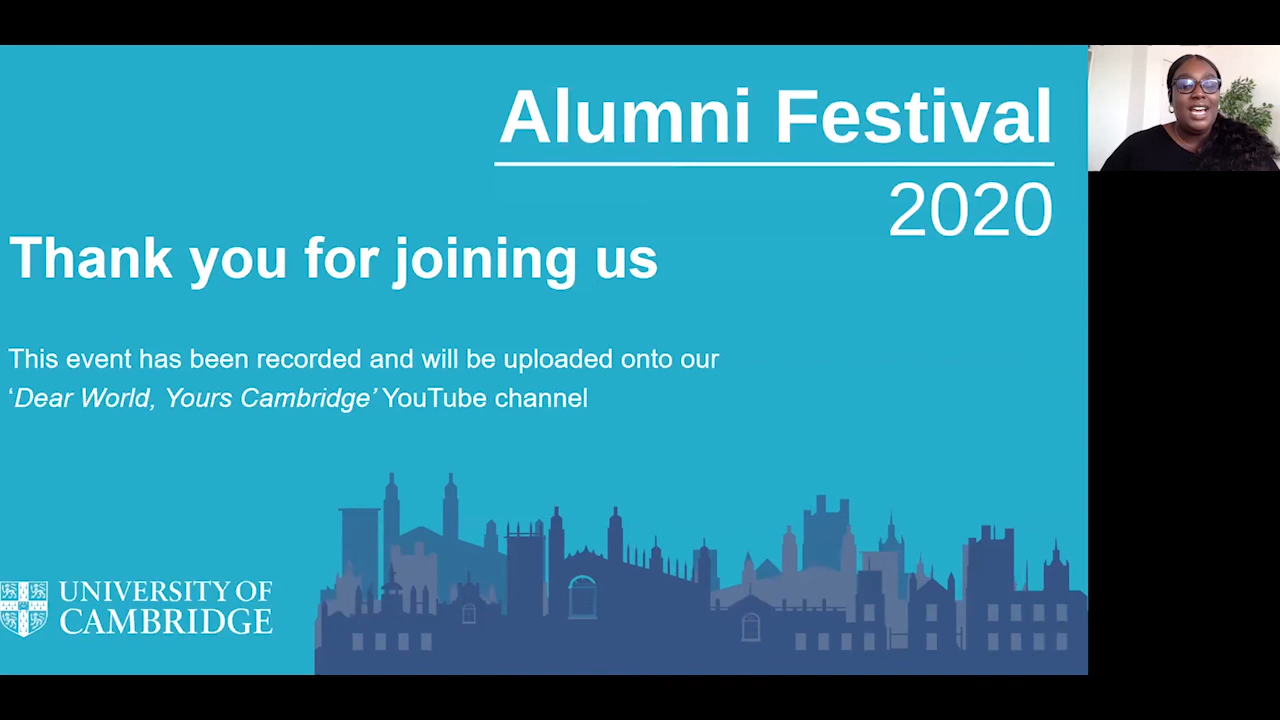 Alumni Festival
2020
Thank you for joining us
This event has been recorded and will be uploaded onto our
‘Dear World, Yours Cambridge’ YouTube channel
UNIVERSITY OF
CAMBRIDGE